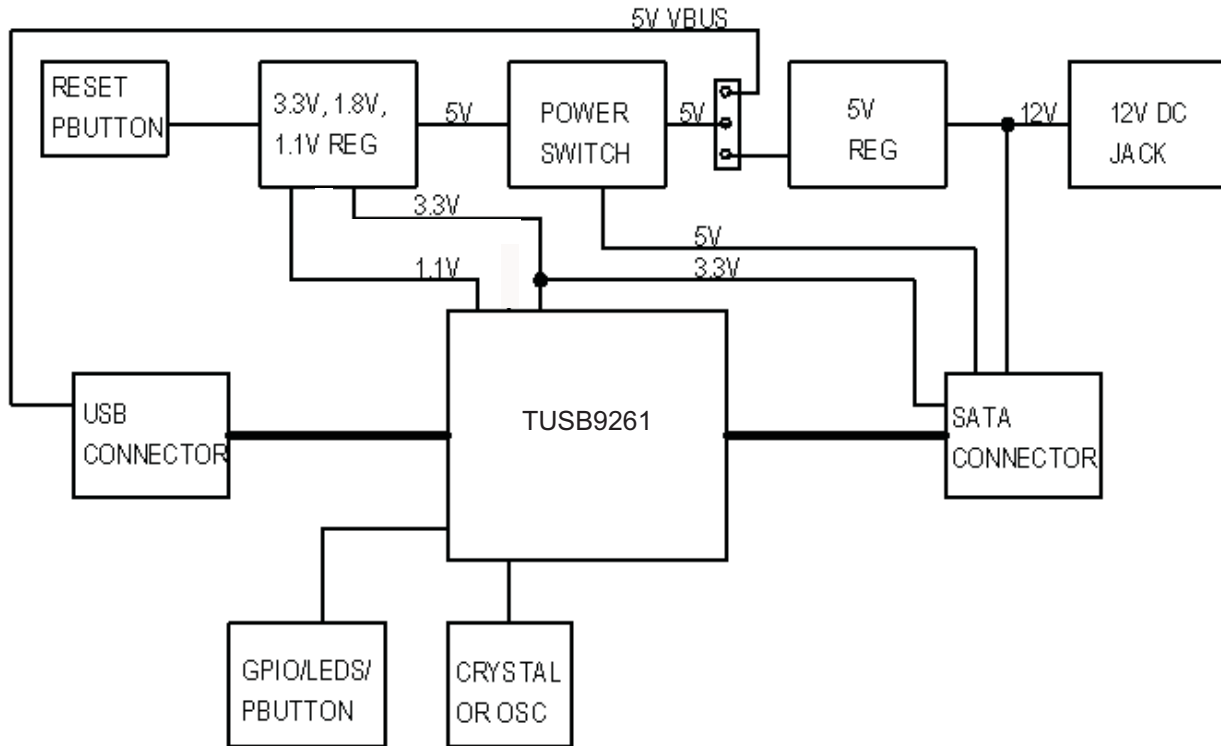 5V VBUS
RESET
PBUTTON
3.3V, 1.8V,
1.1V REG
5V
POWER
SWITCH
5V
5V
REG
12V
12V DC
JACK
3.3V
5V
1.1V
3.3V
USB
CONNECTOR
TUSB9261
SATA
CONNECTOR
GPIO/LEDS/
PBUTTON
CRYSTAL
OR OSC